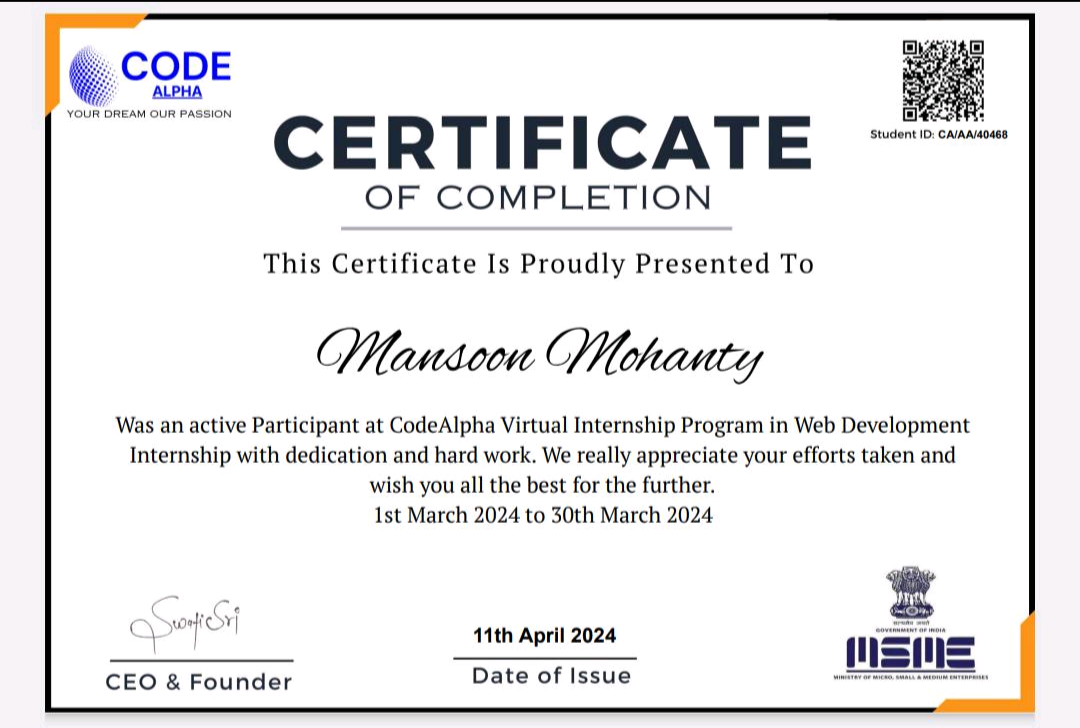 CODE
ALPHA
YOUR DREAM OUR PASSION
Student ID: CA/AA/40468
CERTIFICATE
OF COMPLETION
This Certificate Is Proudly Presented To
Mansoon Mohanty
Was an active Participant at CodeAlpha Virtual Internship Program in Web Development
Internship with dedication and hard work. We really appreciate your efforts taken and
wish you all the best for the further.
1st March 2024 to 30th March 2024
SwatiSri
CEO & Founder
11th April 2024
Date of Issue
सत्यमेव जयते
GOVERNMENT OF INDIA
MSME
MINISTRY OF MICRO, SMALL & MEDIUM ENTERPRISES